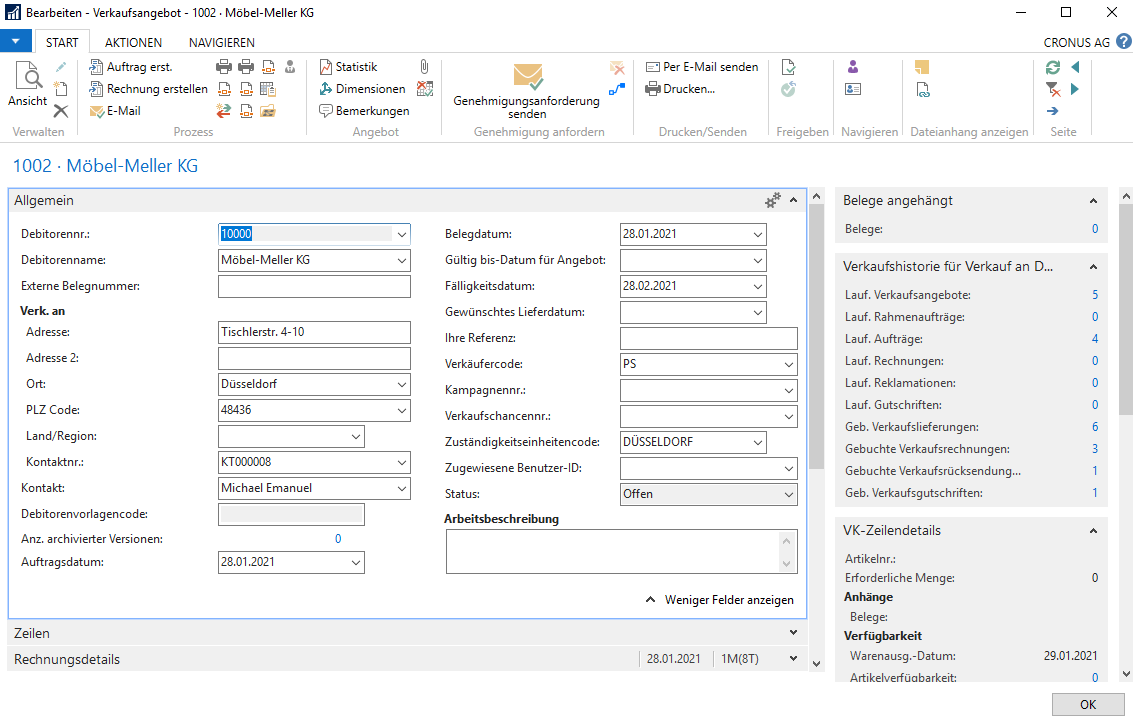 Bearbeiten - Verkaufsangebot - 1002 · Möbel-Meller KG
START AKTIONEN NAVIGIEREN CRONUS AG ?
Ansicht
Verwalten
Auftrag erst.
Rechnung erstellen
E-Mail
Prozess
Statistik
Dimensionen
Bemerkungen
Angebot
Genehmigungsanforderung
senden
Genehmigung anfordern
Per E-Mail senden
Drucken...
Drucken/Senden
Freigeben
Navigieren
Dateianhang anzeigen
Seite
1002 · Möbel-Meller KG
Allgemein
Debitorennr.: 10000
Debitorenname: Möbel-Meller KG
Externe Belegnummer:
Verk. an
Adresse: Tischlerstr. 4-10
Adresse 2:
Ort: Düsseldorf
PLZ Code: 48436
Land/Region:
Kontaktnr.: KT000008
Kontakt: Michael Emanuel
Debitorenvorlagencode:
Anz. archivierter Versionen: 0
Auftragsdatum: 28.01.2021
Belegdatum: 28.01.2021
Gültig bis-Datum für Angebot:
Fälligkeitsdatum: 28.02.2021
Gewünschtes Lieferdatum:
Ihre Referenz:
Verkäufercode: PS
Kampagnennr.:
Verkaufschancennr.:
Zuständigkeitseinheitencode: DÜSSELDORF
Zugewiesene Benutzer-ID:
Status: Offen
Arbeitsbeschreibung
Weniger Felder anzeigen
Zeilen
Rechnungsdetails 28.01.2021 1M(8T)
Belege angehängt
Belege: 0
Verkaufshistorie für Verkauf an D...
Lauf. Verkaufsangebote: 5
Lauf. Rahmenaufträge: 0
Lauf. Aufträge: 4
Lauf. Rechnungen: 0
Lauf. Reklamationen: 0
Lauf. Gutschriften: 0
Geb. Verkaufslieferungen: 6
Gebuchte Verkaufsrechnungen: 3
Gebuchte Verkaufsrücksendung... 1
Geb. Verkaufsgutschriften: 1
VK-Zeilendetails
Artikelnr.:
Erforderliche Menge: 0
Anhänge
Belege:
Verfügbarkeit
Warenausg.-Datum: 29.01.2021
Artikelverfügbarkeit: 0
OK